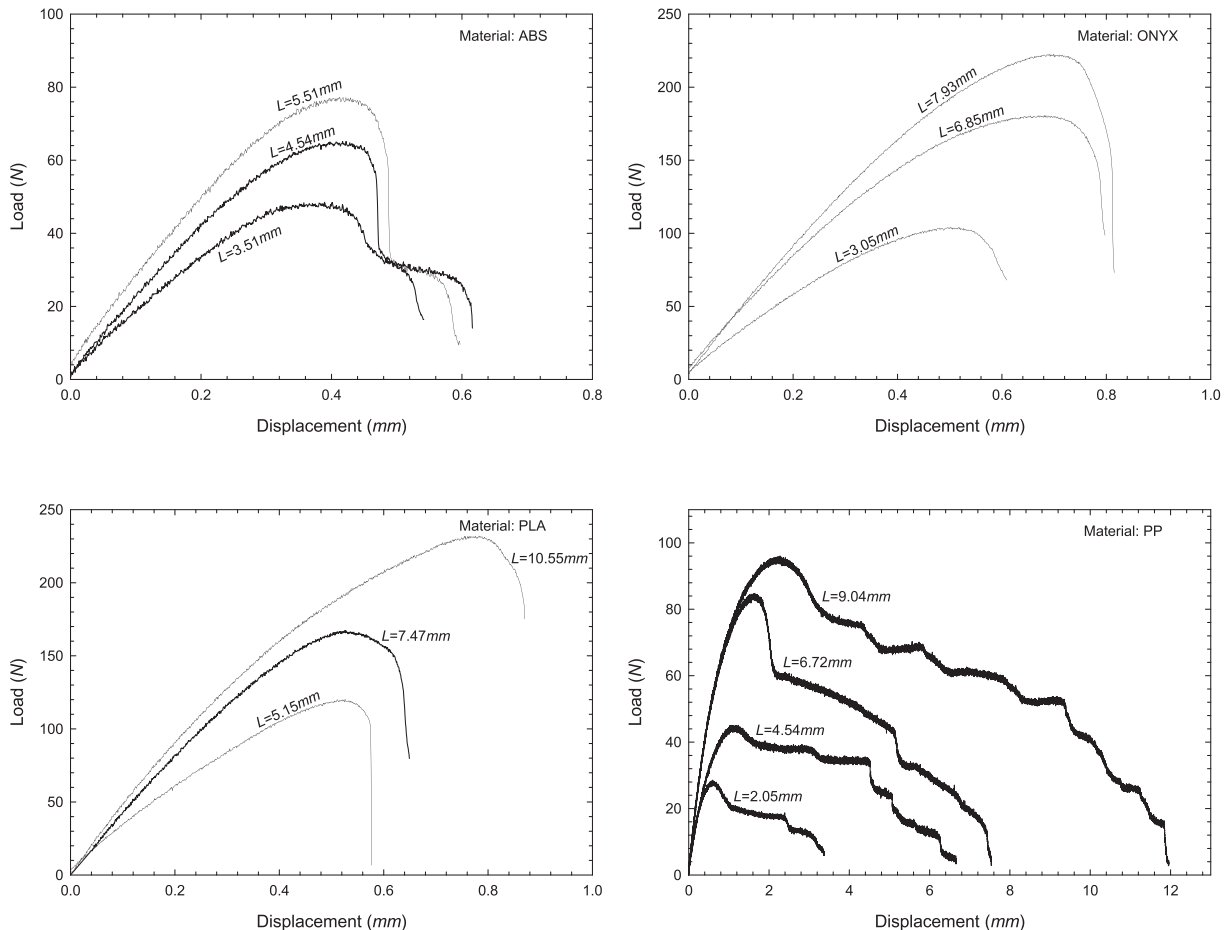 Material: ABS
100
80
60
40
20
0
Load (N)
L=5.51mm
L=4.54mm
L=3.51mm
0.0 0.2 0.4 0.6 0.8
Displacement (mm)
Material: ONYX
250
200
150
100
50
0
Load (N)
L=7.93mm
L=6.85mm
L=3.05mm
0.0 0.2 0.4 0.6 0.8 1.0
Displacement (mm)
Material: PLA
250
200
150
100
50
0
Load (N)
L=10.55mm
L=7.47mm
L=5.15mm
0.0 0.2 0.4 0.6 0.8 1.0
Displacement (mm)
Material: PP
100
80
60
40
20
0
Load (N)
L=9.04mm
L=6.72mm
L=4.54mm
L=2.05mm
0 2 4 6 8 10 12
Displacement (mm)